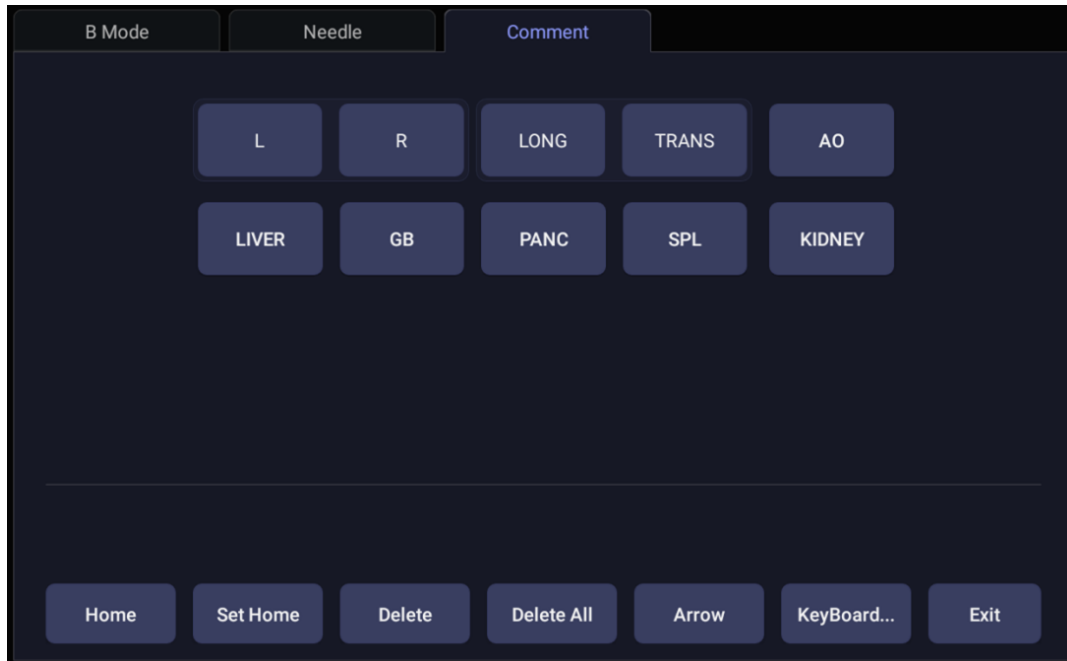 B Mode Needle Comment
L R LONG TRANS AO
LIVER GB PANC SPL KIDNEY
Home Set Home Delete Delete All Arrow KeyBoard... Exit